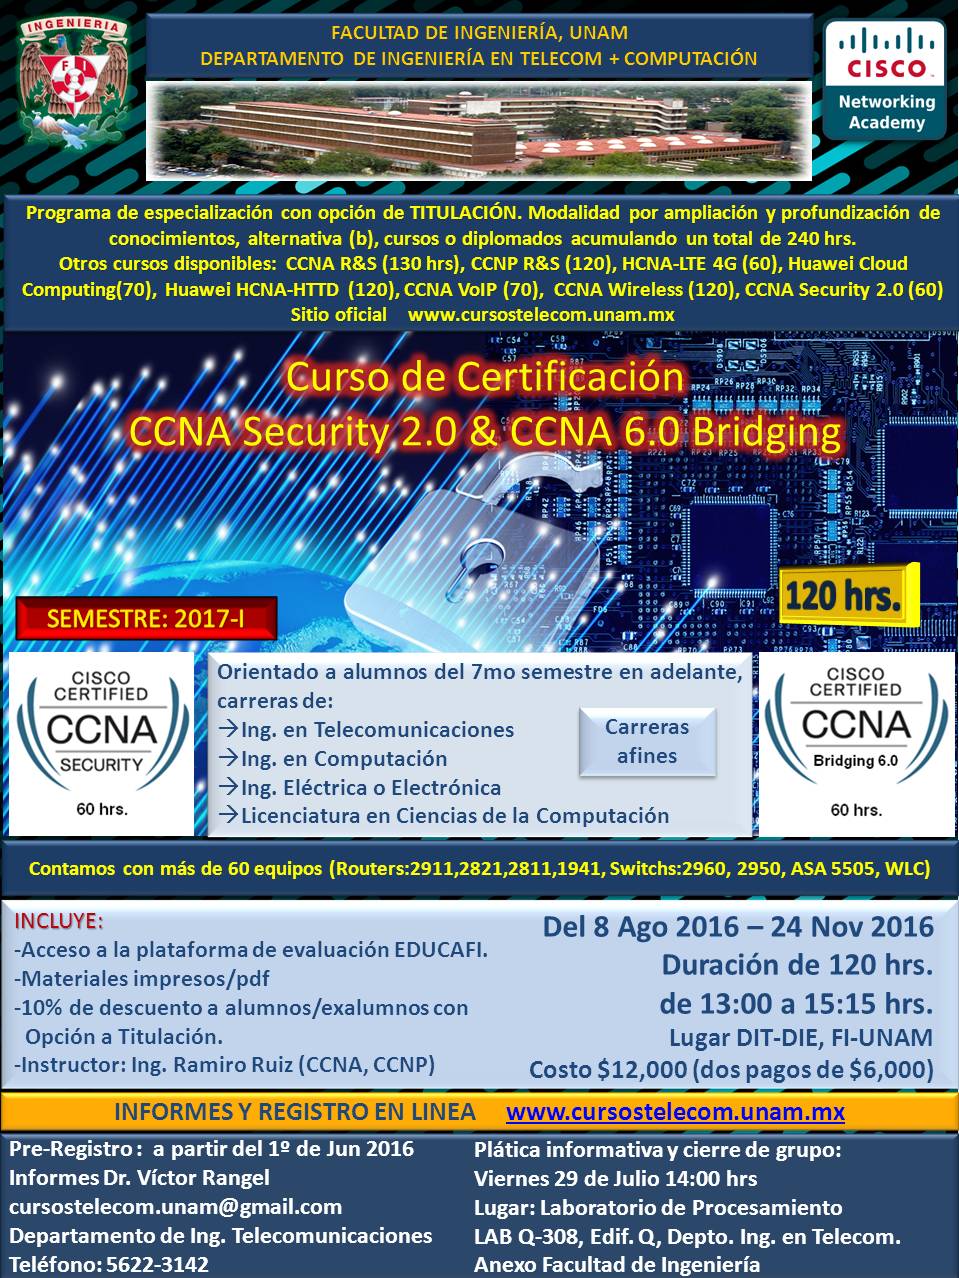 INGENIERIA
FACULTAD DE INGENIERÍA, UNAM
DEPARTAMENTO DE INGENIERÍA EN TELECOM + COMPUTACIÓN
CISCO
Networking
Academy
Programa de especialización con opción de TITULACIÓN. Modalidad por ampliación y profundización de
conocimientos, alternativa (b), cursos o diplomados acumulando un total de 240 hrs.
Otros cursos disponibles: CCNA R&S (130 hrs), CCNP R&S (120), HCNA-LTE 4G (60), Huawei Cloud
Computing(70), Huawei HCNA-HTTD (120), CCNA VoIP (70), CCNA Wireless (120), CCNA Security 2.0 (60)
Sitio oficial www.cursostelecom.unam.mx
Curso de Certificación
CCNA Security 2.0 & CCNA 6.0 Bridging
SEMESTRE: 2017-I
120 hrs.
CISCO
CERTIFIED
CCNA
SECURITY
60 hrs.
Orientado a alumnos del 7mo semestre en adelante,
carreras de:
→Ing. en Telecomunicaciones
→Ing. en Computación
→Ing. Eléctrica o Electrónica
→Licenciatura en Ciencias de la Computación
Carreras
afines
CISCO
CERTIFIED
CCNA
Bridging 6.0
60 hrs.
Contamos con más de 60 equipos (Routers:2911,2821,2811,1941, Switchs:2960, 2950, ASA 5505, WLC)
INCLUYE:
-Acceso a la plataforma de evaluación EDUCAFI.
-Materiales impresos/pdf
-10% de descuento a alumnos/exalumnos con
Opción a Titulación.
-Instructor: Ing. Ramiro Ruiz (CCNA, CCNP)
Del 8 Ago 2016 – 24 Nov 2016
Duración de 120 hrs.
de 13:00 a 15:15 hrs.
Lugar DIT-DIE, FI-UNAM
Costo $12,000 (dos pagos de $6,000)
INFORMES Y REGISTRO EN LINEA www.cursostelecom.unam.mx
Pre-Registro : a partir del 1º de Jun 2016
Informes Dr. Víctor Rangel
cursostelecom.unam@gmail.com
Departamento de Ing. Telecomunicaciones
Teléfono: 5622-3142
Plática informativa y cierre de grupo:
Viernes 29 de Julio 14:00 hrs
Lugar: Laboratorio de Procesamiento
LAB Q-308, Edif. Q, Depto. Ing. en Telecom.
Anexo Facultad de Ingeniería